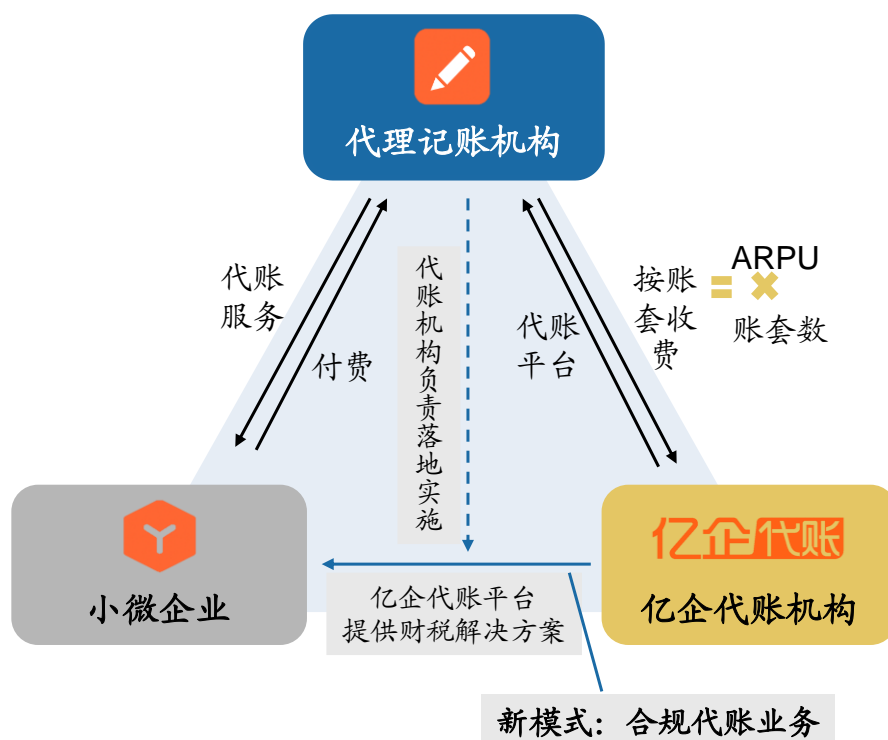 代理记账机构
代账
服务
付费
代账机构负责落地实施
代账
平台
按账
套收
费
=
ARPU
×
账套数
小微企业
亿企代账
亿企代账机构
亿企代账平台
提供财税解决方案
新模式：合规代账业务